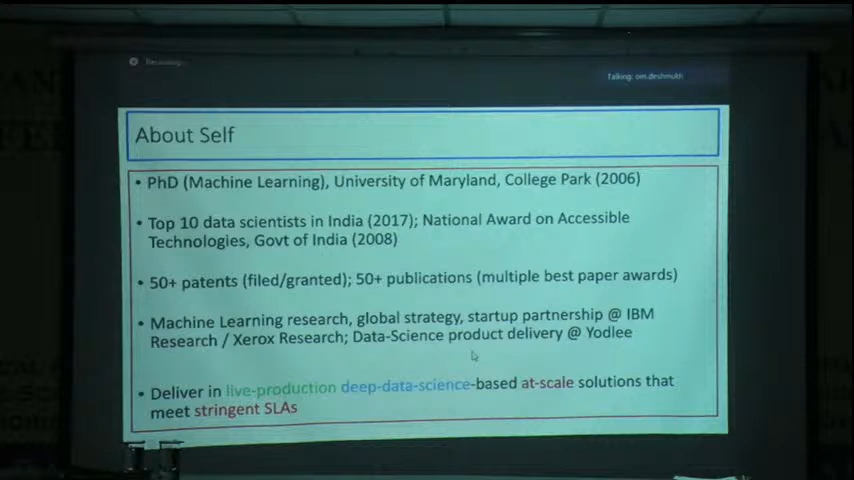 Talking: om.deshmukh
About Self
• PhD (Machine Learning), University of Maryland, College Park (2006)
• Top 10 data scientists in India (2017); National Award on Accessible
Technologies, Govt of India (2008)
• 50+ patents (filed/granted); 50+ publications (multiple best paper awards)
• Machine Learning research, global strategy, startup partnership @ IBM
Research / Xerox Research; Data-Science product delivery @ Yodlee
• Deliver in live-production deep-data-science-based at-scale solutions that
meet stringent SLAs